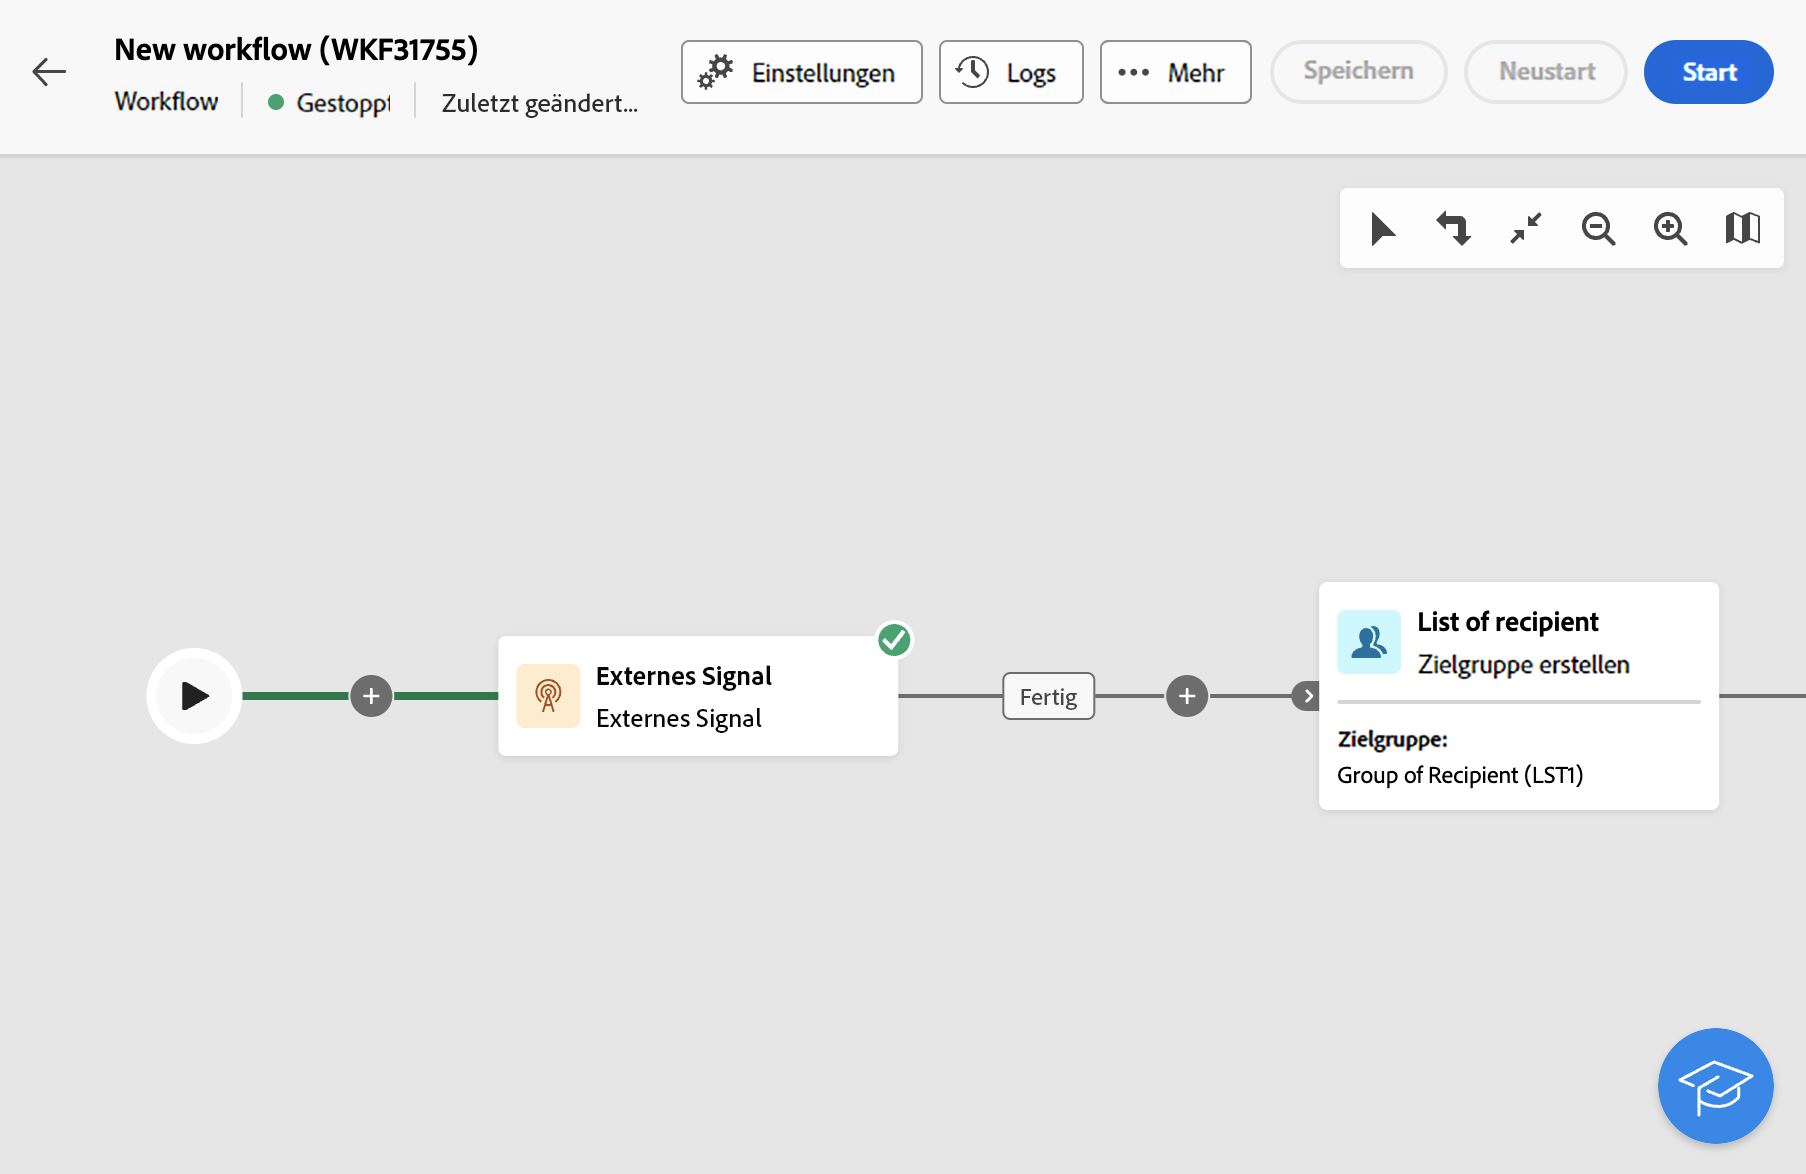 New workflow (WKF31755)
Workflow
Gestoppt
Zuletzt geändert...
Einstellungen
Logs
Mehr
Speichern
Neustart
Start
Externes Signal
Externes Signal
Fertig
List of recipient
Zielgruppe erstellen
Zielgruppe:
Group of Recipient (LST1)